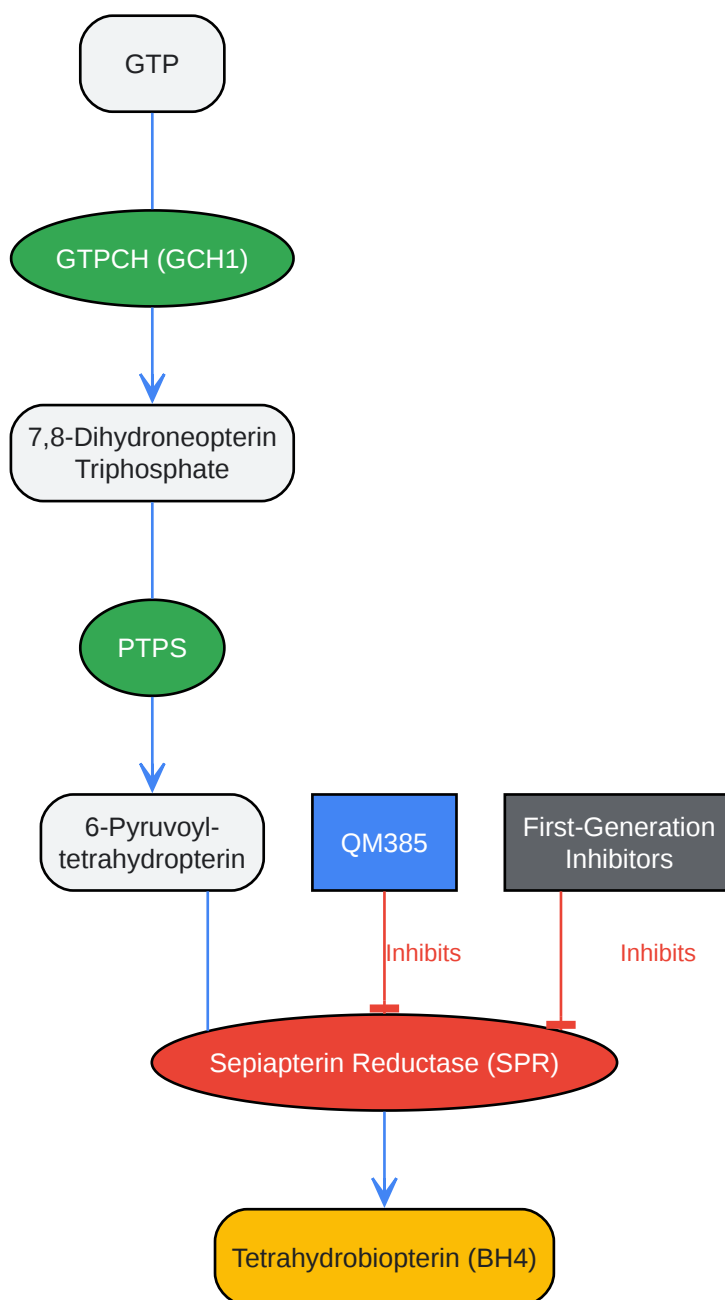 GTP
GTPCH (GCH1)
7,8-Dihydroneopterin
Triphosphate
PTPS
6-Pyruvoyl-
tetrahydropterin
QM385
First-Generation
Inhibitors
Inhibits
Inhibits
Sepiapterin Reductase (SPR)
Tetrahydrobiopterin (BH4)